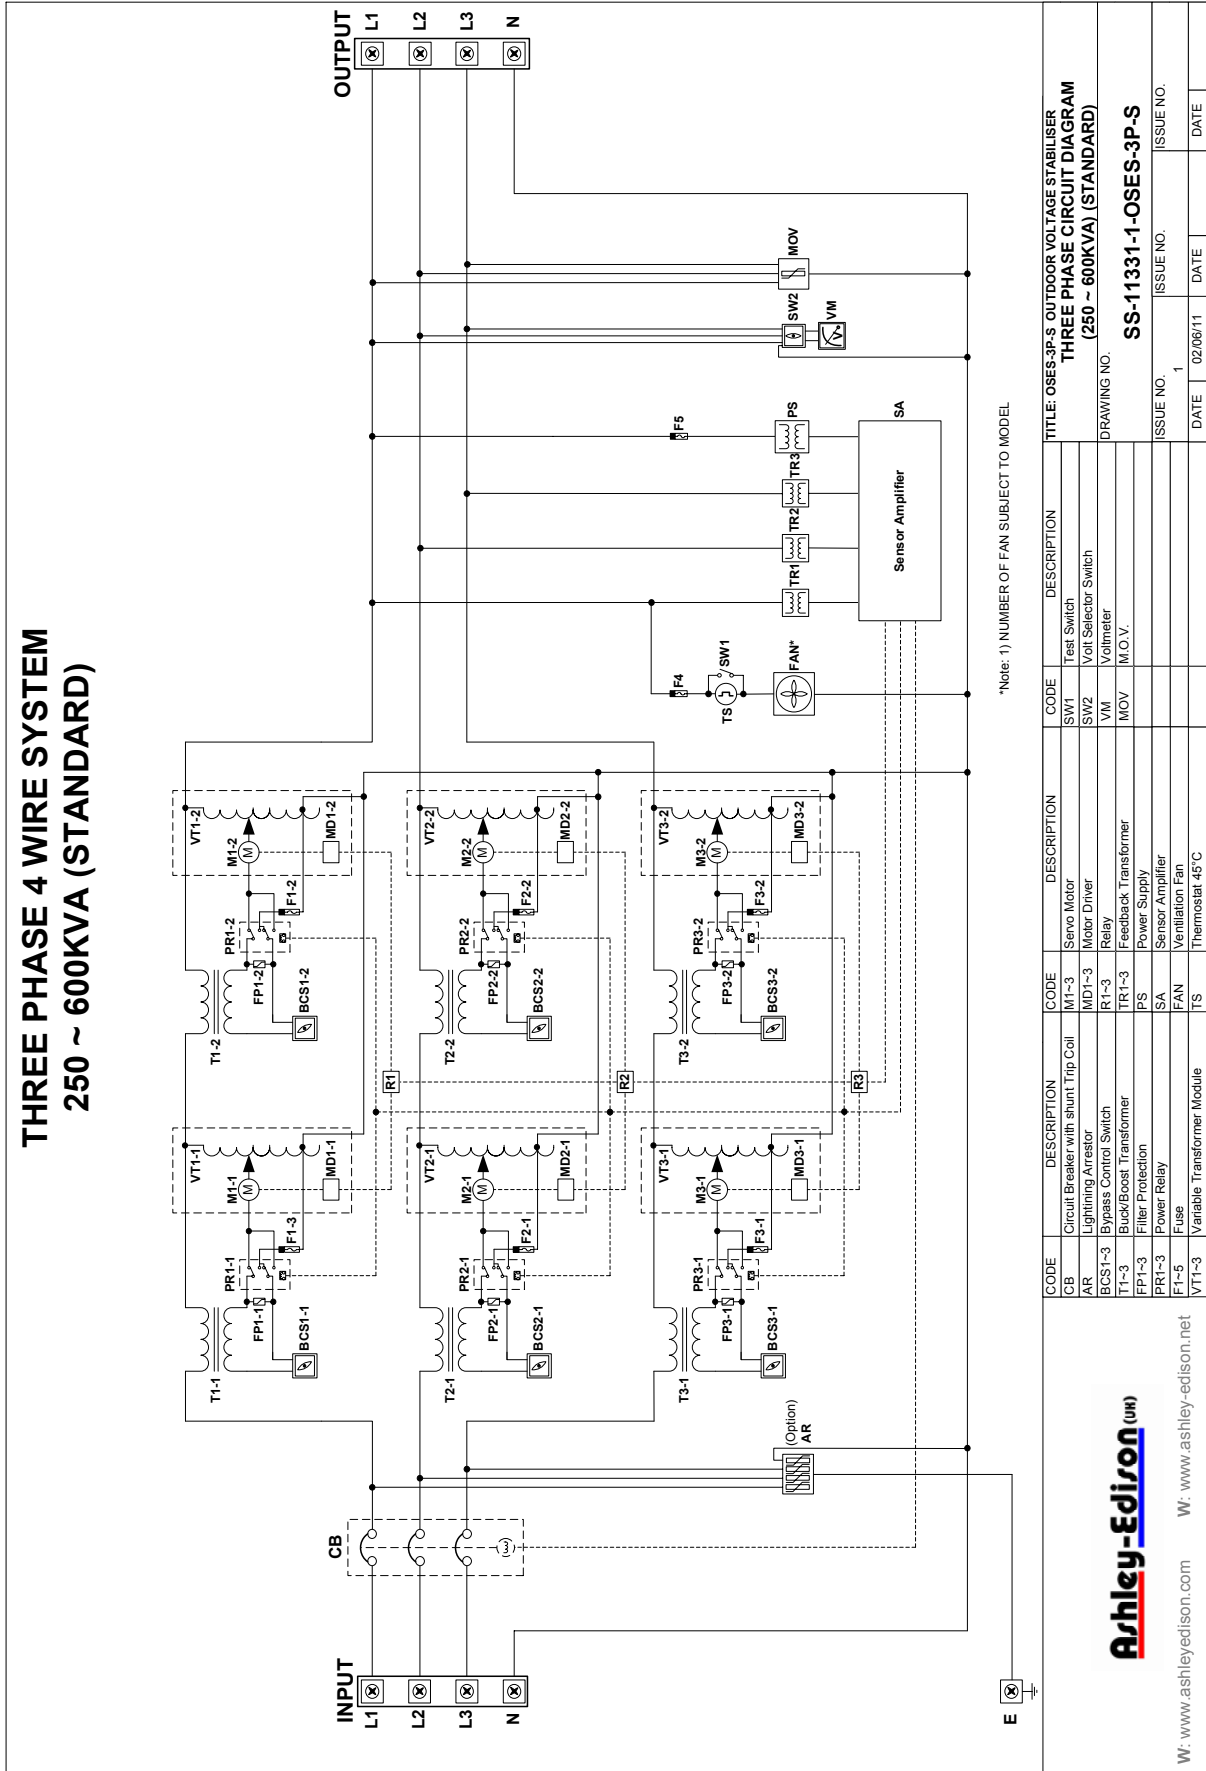 THREE PHASE 4 WIRE SYSTEM
250 ~ 600KVA (STANDARD)
INPUT
L1
L2
L3
N
E
CB
(Option)
AR
T1-1
FP1-1
BCS1-1
PR1-1
F1-3
VT1-1
M1-1
M
MD1-1
T1-2
FP1-2
BCS1-2
PR1-2
F1-2
VT1-2
M1-2
M
MD1-2
R1
T2-1
FP2-1
BCS2-1
PR2-1
F2-1
VT2-1
M2-1
M
MD2-1
T2-2
FP2-2
BCS2-2
PR2-2
F2-2
VT2-2
M2-2
M
MD2-2
R2
T3-1
FP3-1
BCS3-1
PR3-1
F3-1
VT3-1
M3-1
M
MD3-1
T3-2
FP3-2
BCS3-2
PR3-2
F3-2
VT3-2
M3-2
M
MD3-2
R3
F4
TS
SW1
FAN*
TR1
TR2
TR3
F5
PS
Sensor Amplifier
SA
SW2
V
VM
MOV
OUTPUT
L1
L2
L3
N
*Note: 1) NUMBER OF FAN SUBJECT TO MODEL
Ashley-Edison (UK)
W: www.ashleyedison.com W: www.ashley-edison.net
CODE DESCRIPTION CODE DESCRIPTION CODE DESCRIPTION
CB Circuit Breaker with shunt Trip Coil M1~3 Servo Motor SW1 Test Switch
AR Lightining Arrestor MD1~3 Motor Driver SW2 Volt Selector Switch
BCS1~3 Bypass Control Switch R1~3 Relay VM Voltmeter
T1~3 Buck/Boost Transformer TR1~3 Feedback Transformer MOV M.O.V.
FP1~3 Filter Protection PS Power Supply
PR1~3 Power Relay SA Sensor Amplifier
F1~5 Fuse FAN Ventilation Fan
VT1~3 Variable Transformer Module TS Thermostat 45°C
TITLE: OSES-3P-S OUTDOOR VOLTAGE STABILISER
THREE PHASE CIRCUIT DIAGRAM
(250 ~ 600KVA) (STANDARD)
DRAWING NO.
SS-11331-1-OSES-3P-S
ISSUE NO. 1 ISSUE NO. ISSUE NO.
DATE 02/06/11 DATE DATE